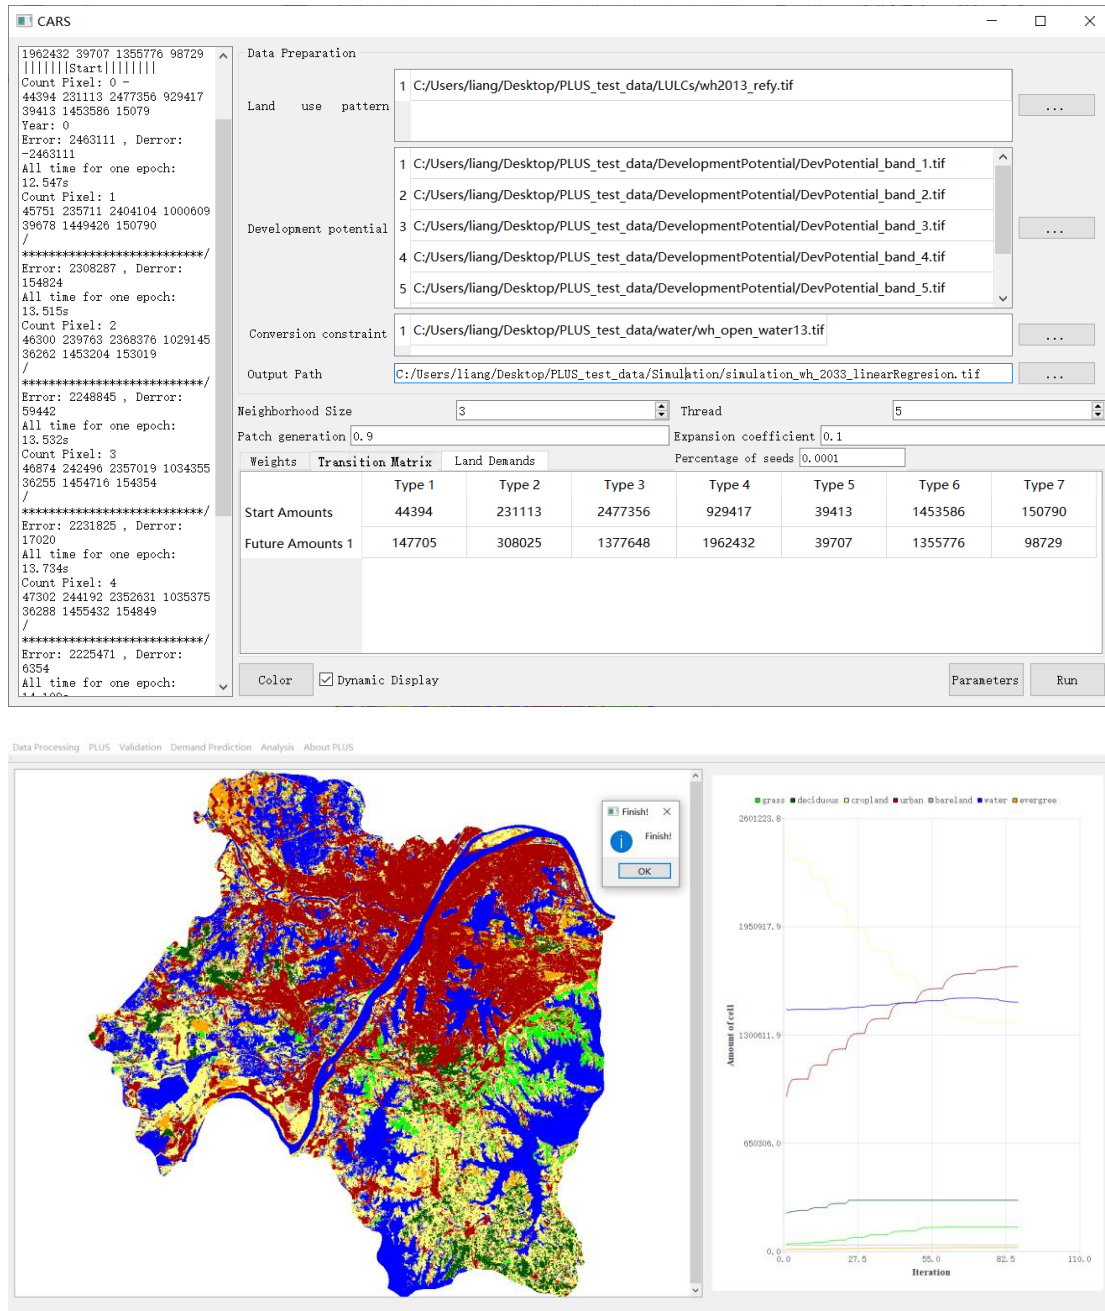 CARS
1962432 39707 1355776 98729
|||||||Start||||||||
Count Pixel: 0 -
44394 231113 2477356 929417
39413 1453586 15079
Year: 0
Error: 2463111 , Derror:
-2463111
All time for one epoch:
12.547s
Count Pixel: 1
45751 235711 2404104 1000609
39678 1449426 150790
/
***************************/
Error: 2308287 , Derror:
154824
All time for one epoch:
13.515s
Count Pixel: 2
46300 239763 2368376 1029145
36262 1453204 153019
/
***************************/
Error: 2248845 , Derror:
59442
All time for one epoch:
13.532s
Count Pixel: 3
46874 242496 2357019 1034355
36255 1454716 154354
/
***************************/
Error: 2231825 , Derror:
17020
All time for one epoch:
13.734s
Count Pixel: 4
47302 244192 2352631 1035375
36288 1455432 154849
/
***************************/
Error: 2225471 , Derror:
6354
All time for one epoch:
Data Preparation
Land use pattern
1 C:/Users/liang/Desktop/PLUS_test_data/LULCs/wh2013_refy.tif
...
Development potential
1 C:/Users/liang/Desktop/PLUS_test_data/DevelopmentPotential/DevPotential_band_1.tif
2 C:/Users/liang/Desktop/PLUS_test_data/DevelopmentPotential/DevPotential_band_2.tif
3 C:/Users/liang/Desktop/PLUS_test_data/DevelopmentPotential/DevPotential_band_3.tif
4 C:/Users/liang/Desktop/PLUS_test_data/DevelopmentPotential/DevPotential_band_4.tif
5 C:/Users/liang/Desktop/PLUS_test_data/DevelopmentPotential/DevPotential_band_5.tif
...
Conversion constraint
1 C:/Users/liang/Desktop/PLUS_test_data/water/wh_open_water13.tif
...
Output Path C:/Users/liang/Desktop/PLUS_test_data/Simulation/simulation_wh_2033_linearRegresion.tif ...
Neighborhood Size 3 Thread 5
Patch generation 0.9 Expansion coefficient 0.1
Weights Transition Matrix Land Demands Percentage of seeds 0.0001
Type 1 Type 2 Type 3 Type 4 Type 5 Type 6 Type 7
Start Amounts 44394 231113 2477356 929417 39413 1453586 150790
Future Amounts 1 147705 308025 1377648 1962432 39707 1355776 98729
Color Dynamic Display Parameters Run
Data Processing PLUS Validation Demand Prediction Analysis About PLUS
Finish!
Finish!
OK
grass deciduous cropland urban bareland water evergree
2601223.8
1950917.9
1300611.9
650306.0
0.0
Amount of cell
0.0 27.5 55.0 82.5 110.0
Iteration